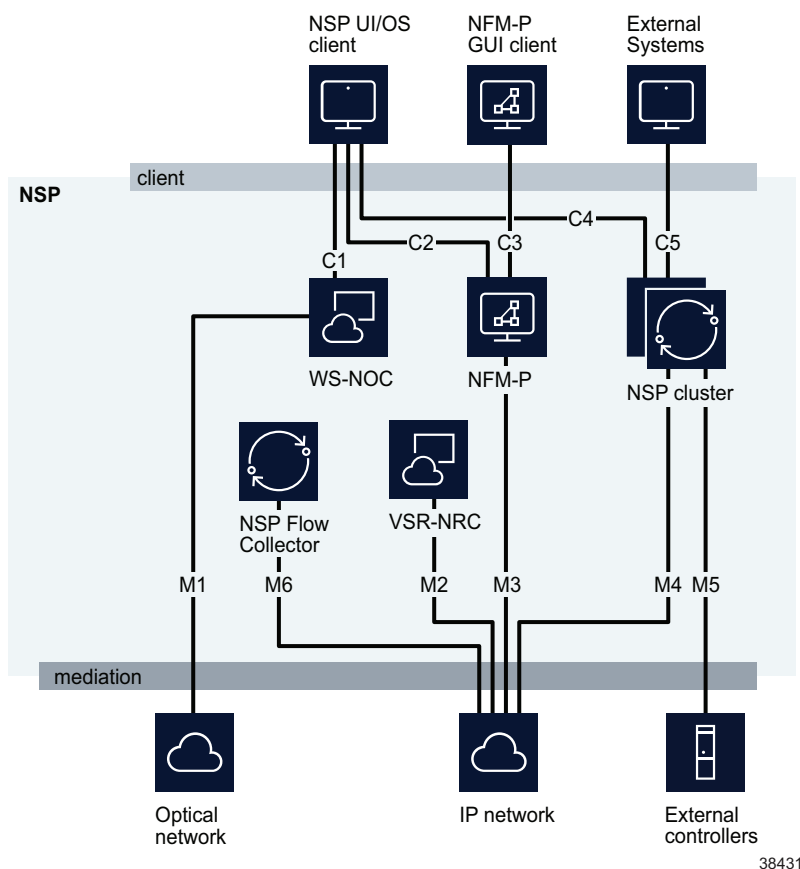 NSP UI/OS
client
NFM-P
GUI client
External
Systems
client
NSP
C4
C2
C3
C5
C1
WS-NOC
NFM-P
NSP cluster
NSP Flow
Collector
VSR-NRC
M1
M6
M2
M3
M4
M5
mediation
Optical
network
IP network
External
controllers
38431